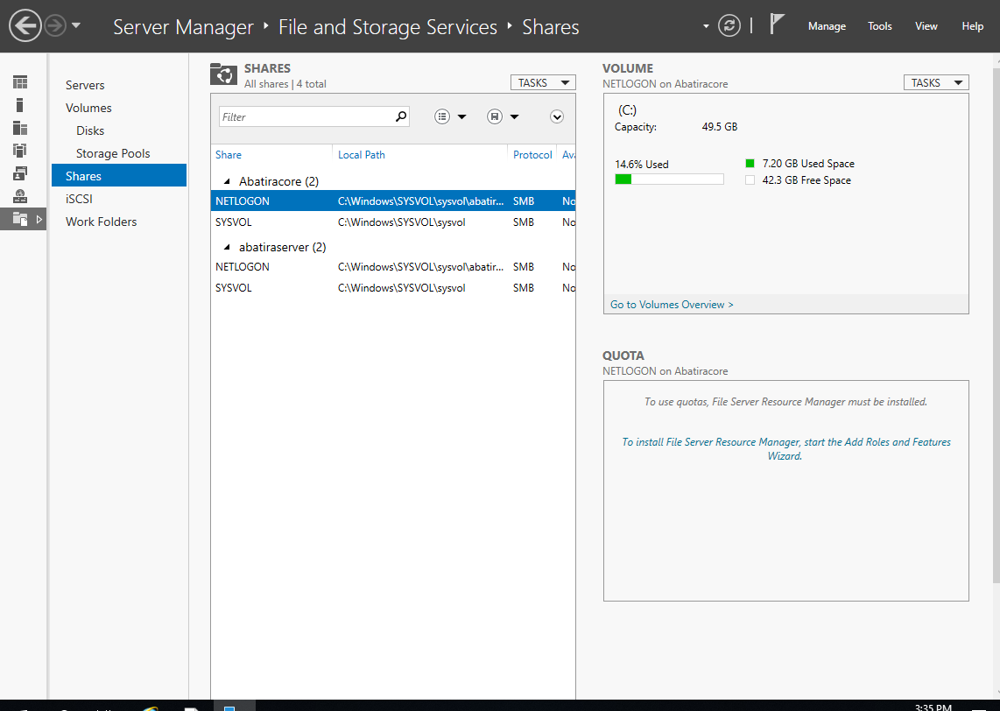 Server Manager ‣ File and Storage Services ‣ Shares
Manage Tools View Help
Servers
Volumes
Disks
Storage Pools
Shares
iSCSI
Work Folders
SHARES
All shares | 4 total
TASKS
Filter
Share Local Path Protocol Ava
Abatiracore (2)
NETLOGON C:\Windows\SYSVOL\sysvol\abatir... SMB No
SYSVOL C:\Windows\SYSVOL\sysvol SMB No
abatiraserver (2)
NETLOGON C:\Windows\SYSVOL\sysvol\abatir... SMB No
SYSVOL C:\Windows\SYSVOL\sysvol SMB No
VOLUME
NETLOGON on Abatiracore
TASKS
(C:)
Capacity: 49.5 GB
14.6% Used
7.20 GB Used Space
42.3 GB Free Space
Go to Volumes Overview >
QUOTA
NETLOGON on Abatiracore
To use quotas, File Server Resource Manager must be installed.
To install File Server Resource Manager, start the Add Roles and Features
Wizard.
3:35 PM